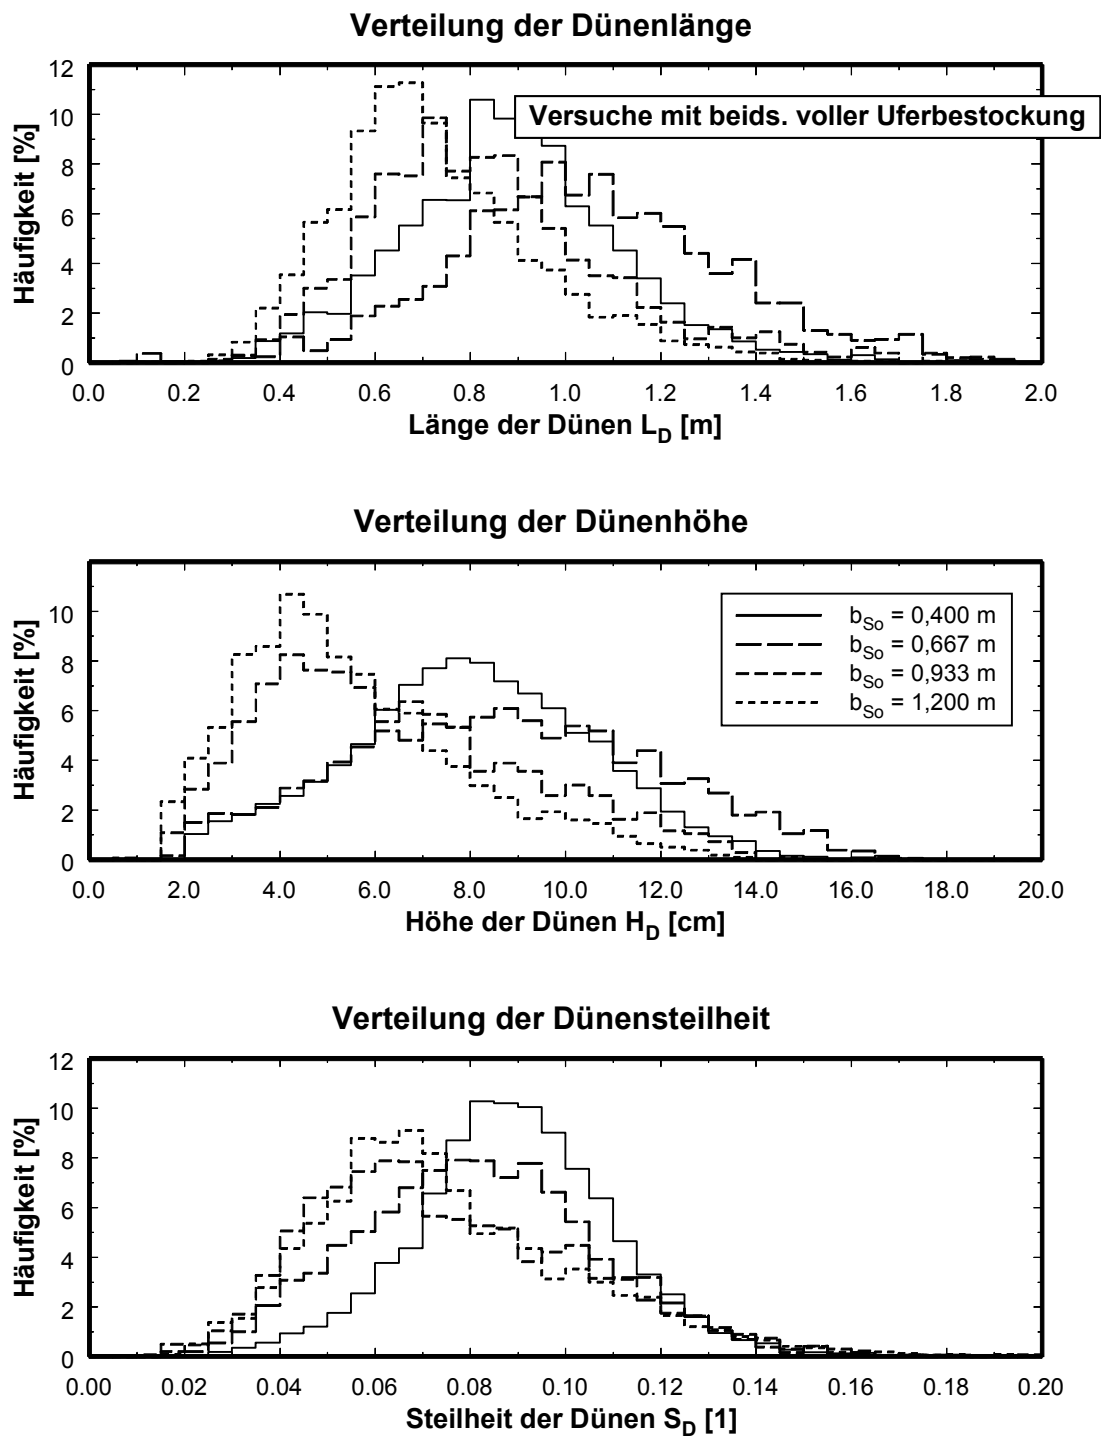 Verteilung der Dünenlänge
12
10
8
6
4
2
0
Häufigkeit [%]
Versuche mit beids. voller Uferbestockung
0.0 0.2 0.4 0.6 0.8 1.0 1.2 1.4 1.6 1.8 2.0
Länge der Dünen L_D [m]
Verteilung der Dünenhöhe
10
8
6
4
2
0
Häufigkeit [%]
b_So = 0,400 m
b_So = 0,667 m
b_So = 0,933 m
b_So = 1,200 m
0.0 2.0 4.0 6.0 8.0 10.0 12.0 14.0 16.0 18.0 20.0
Höhe der Dünen H_D [cm]
Verteilung der Dünensteilheit
12
10
8
6
4
2
0
Häufigkeit [%]
0.00 0.02 0.04 0.06 0.08 0.10 0.12 0.14 0.16 0.18 0.20
Steilheit der Dünen S_D [1]